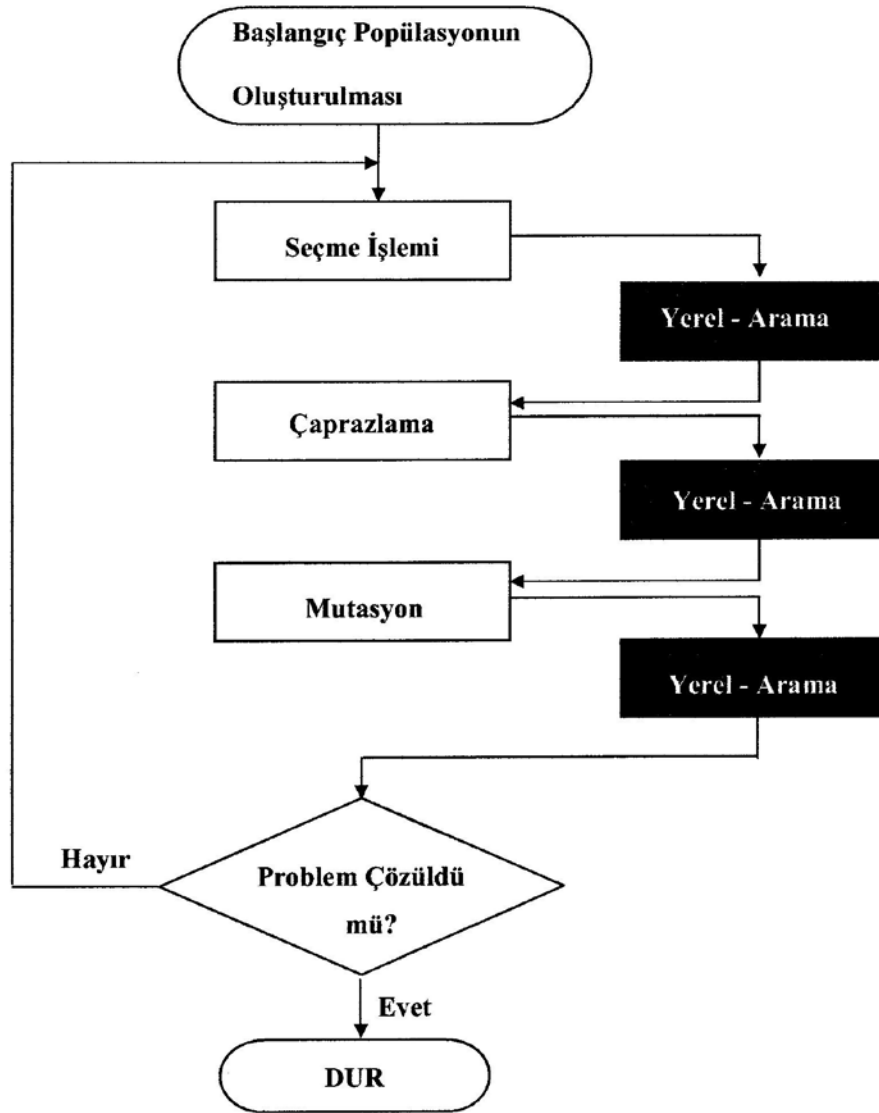 Başlangıç Popülasyonun
Oluşturulması
Seçme İşlemi
Yerel - Arama
Çaprazlama
Yerel - Arama
Mutasyon
Yerel - Arama
Hayır
Problem Çözüldü
mü?
Evet
DUR